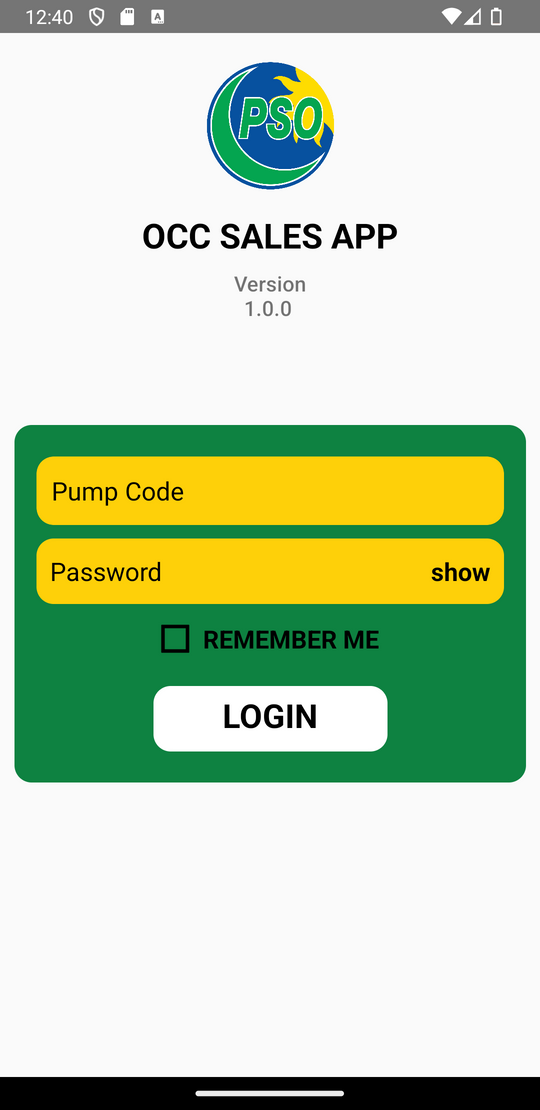 12:40
A
PSO
OCC SALES APP
Version
1.0.0
Pump Code
Password
show
REMEMBER ME
LOGIN